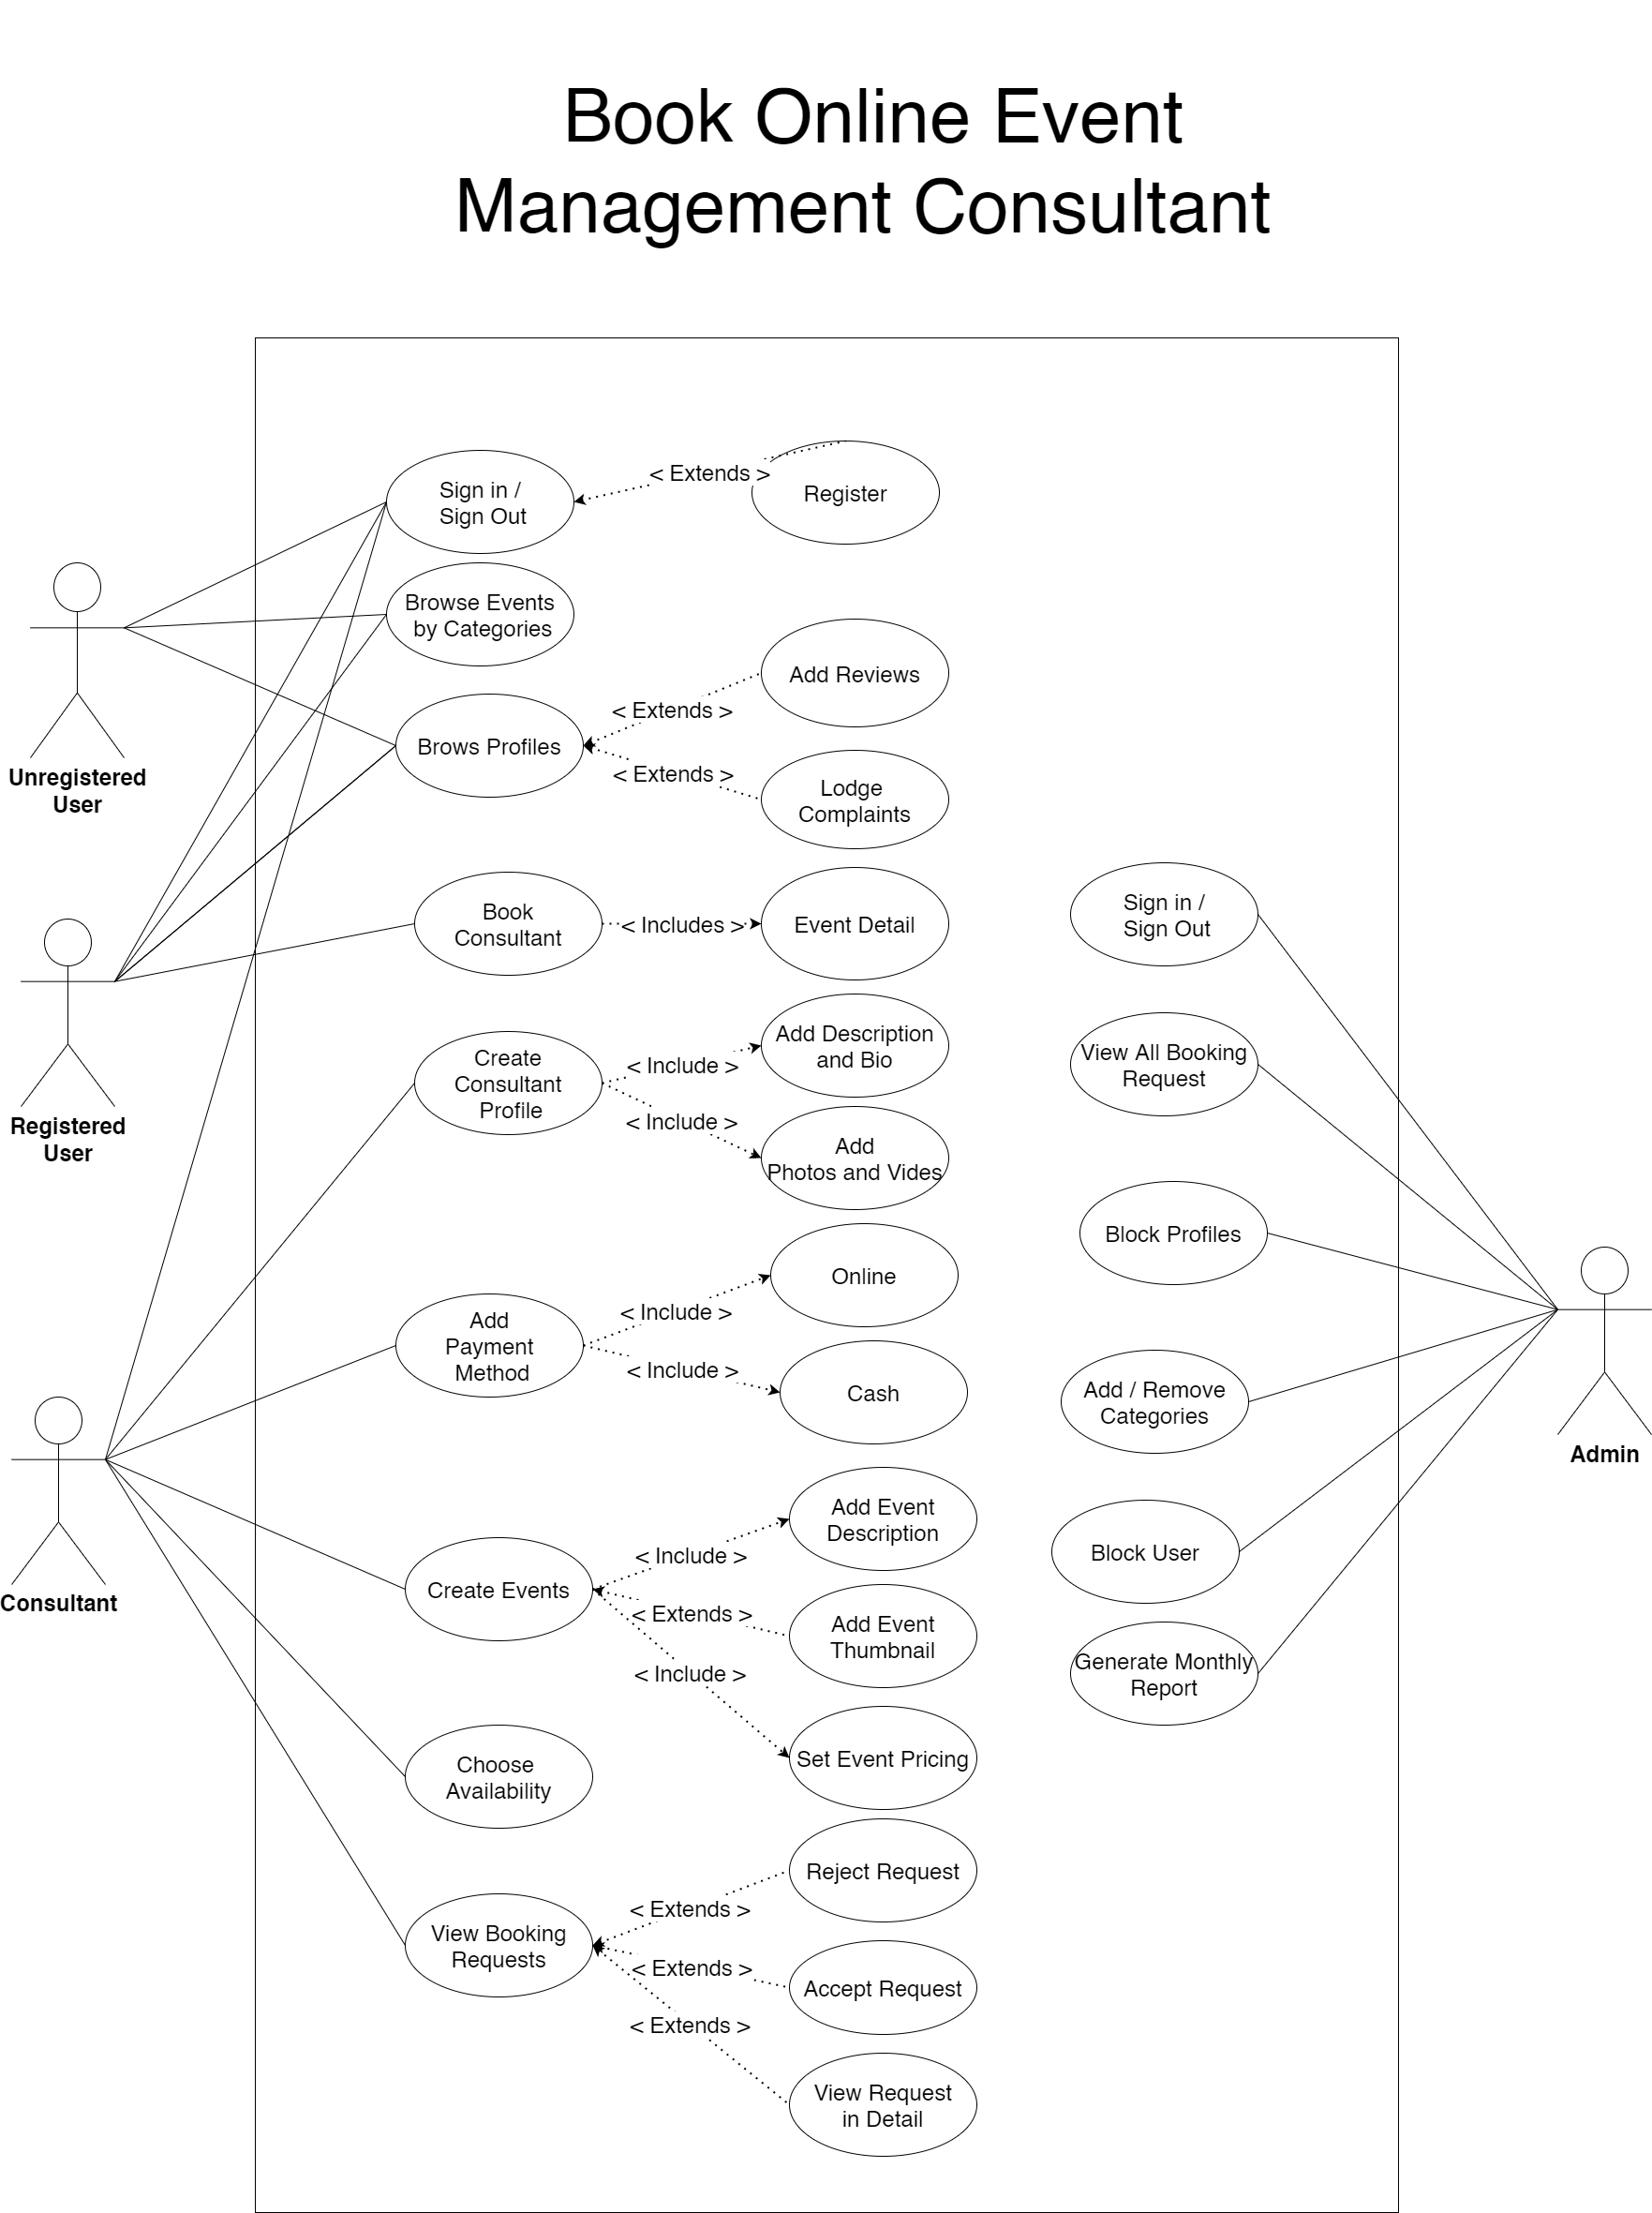 Book Online Event
Management Consultant
Sign in /
Sign Out
< Extends >
Register
Browse Events
by Categories
Unregistered
User
Brows Profiles
< Extends >
Add Reviews
< Extends >
Lodge
Complaints
Book
Consultant
< Includes >
Event Detail
Registered
User
Create
Consultant
Profile
< Include >
Add Description
and Bio
< Include >
Add
Photos and Vides
Add
Payment
Method
< Include >
Online
< Include >
Cash
Consultant
Create Events
< Include >
Add Event
Description
< Extends >
Add Event
Thumbnail
< Include >
Set Event Pricing
Choose
Availability
View Booking
Requests
< Extends >
Reject Request
< Extends >
Accept Request
< Extends >
View Request
in Detail
Sign in /
Sign Out
View All Booking
Request
Block Profiles
Add / Remove
Categories
Block User
Generate Monthly
Report
Admin